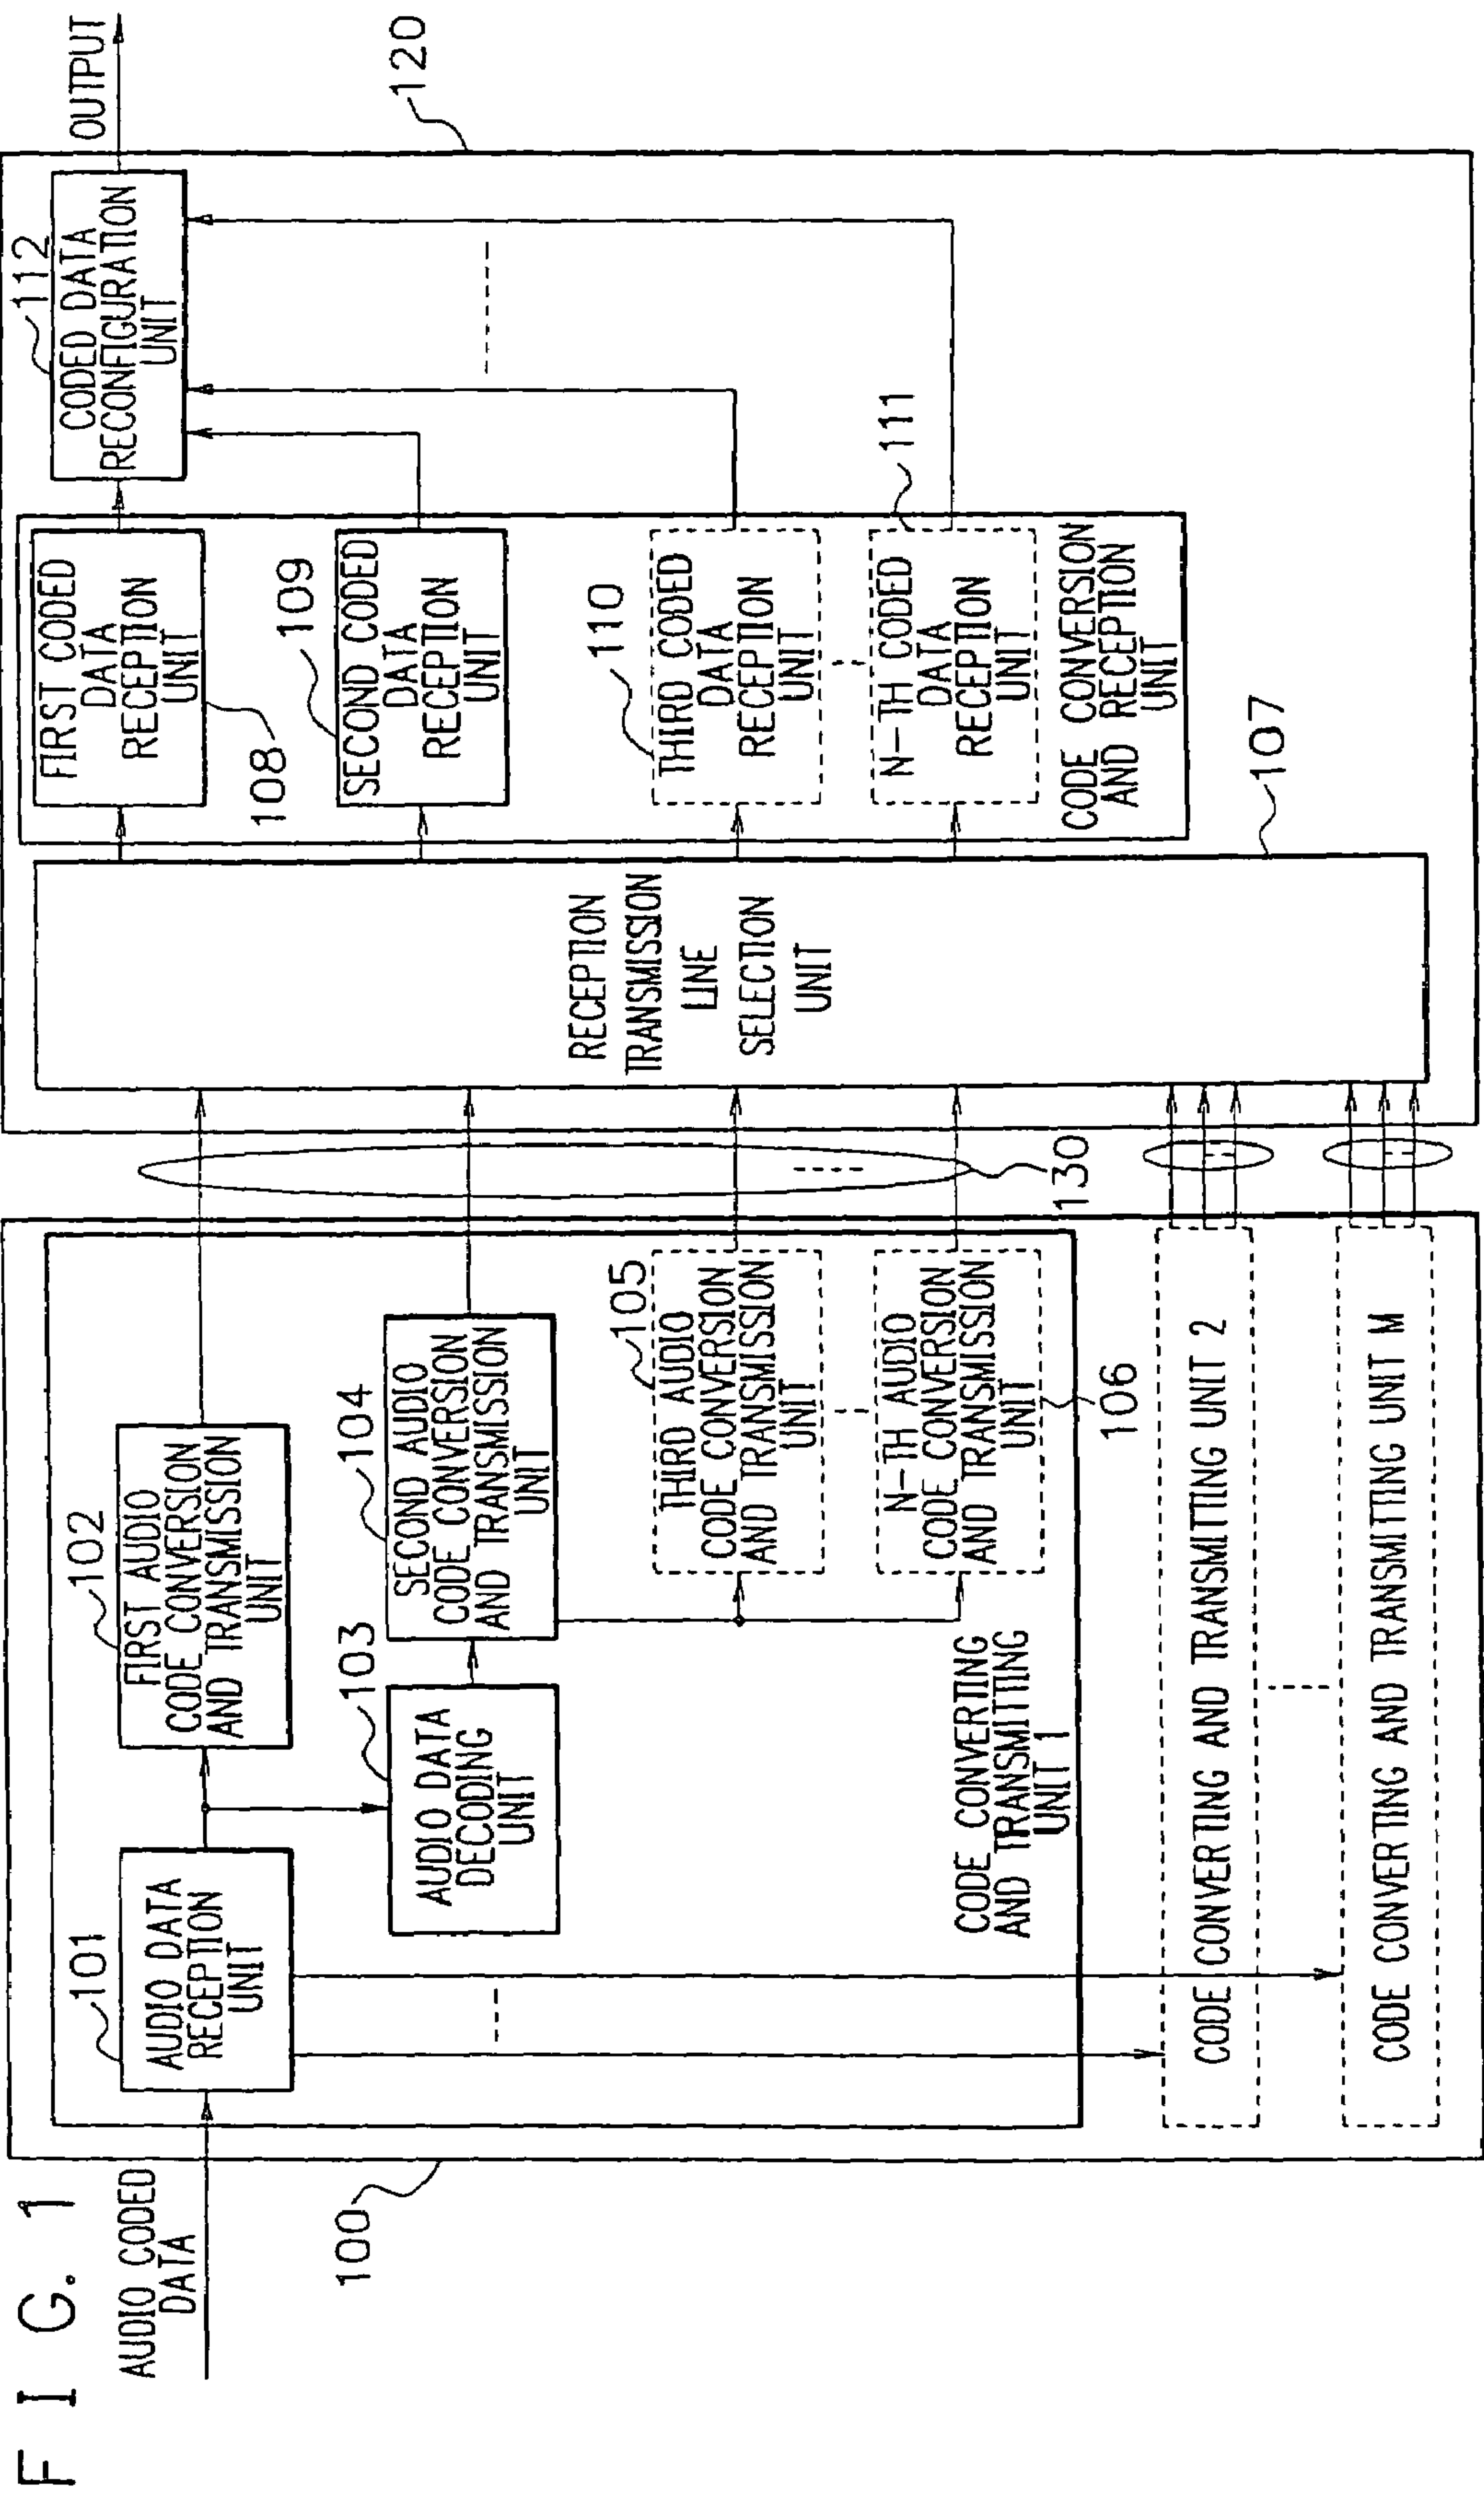 F I G. 1
AUDIO CODED
DATA
100
101
AUDIO DATA
RECEPTION
UNIT
102
FIRST AUDIO
CODE CONVERSION
AND TRANSMISSION
UNIT
103
AUDIO DATA
DECODING
UNIT
104
SECOND AUDIO
CODE CONVERSION
AND TRANSMISSION
UNIT
105
THIRD AUDIO
CODE CONVERSION
AND TRANSMISSION
UNIT
N-TH AUDIO
CODE CONVERSION
AND TRANSMISSION
UNIT
106
CODE CONVERTING
AND TRANSMITTING
UNIT 1
CODE CONVERTING AND TRANSMITTING UNIT 2
CODE CONVERTING AND TRANSMITTING UNIT M
130
RECEPTION
TRANSMISSION
LINE
SELECTION
UNIT
107
FIRST CODED
DATA
RECEPTION
UNIT
108
109
SECOND CODED
DATA
RECEPTION
UNIT
110
THIRD CODED
DATA
RECEPTION
UNIT
111
N-TH CODED
DATA
RECEPTION
UNIT
CODE CONVERSION
AND RECEPTION
UNIT
112
CODED DATA
RECONFIGURATION
UNIT
OUTPUT
120